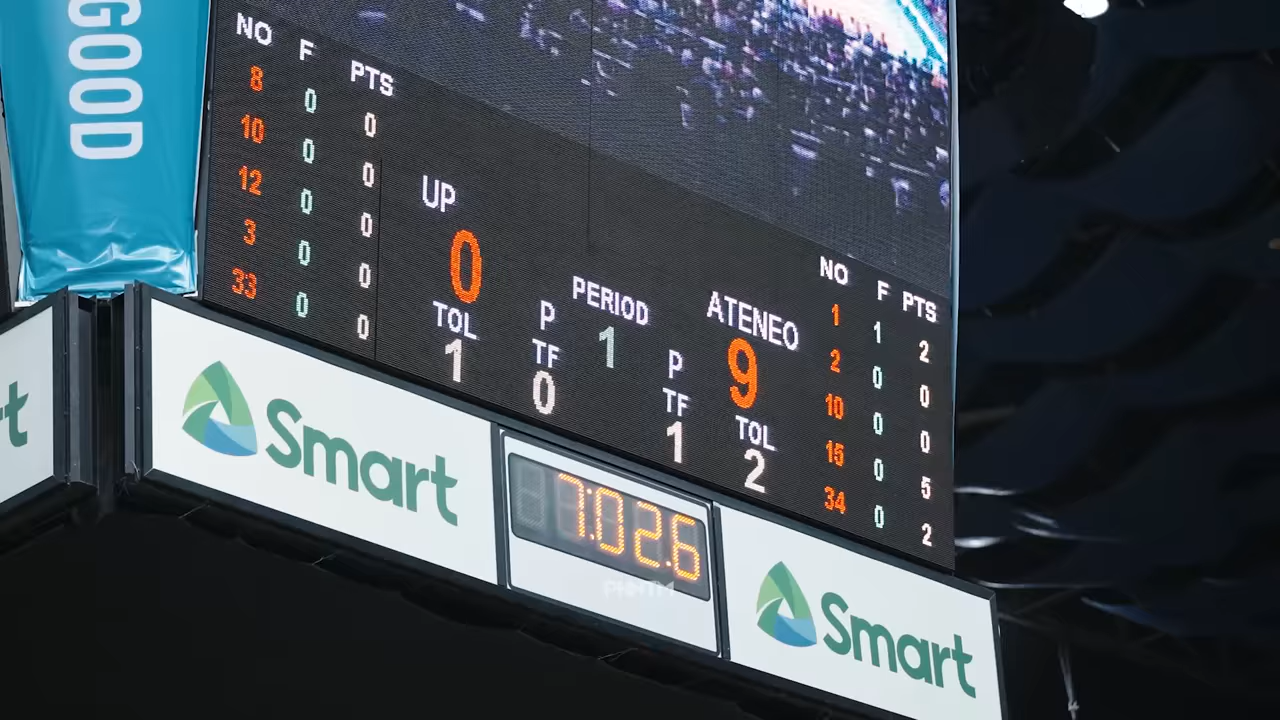 GOOD
NO F PTS
8 0 0
10 0 0
12 0 0
3 0 0
33 0 0
UP
0
TOL
1
P
TF
0
PERIOD
1
P
TF
1
ATENEO
9
TOL
2
NO F PTS
1 1 2
2 0 0
10 0 0
15 0 5
34 0 2
rt
Smart
7:02.6
Smart